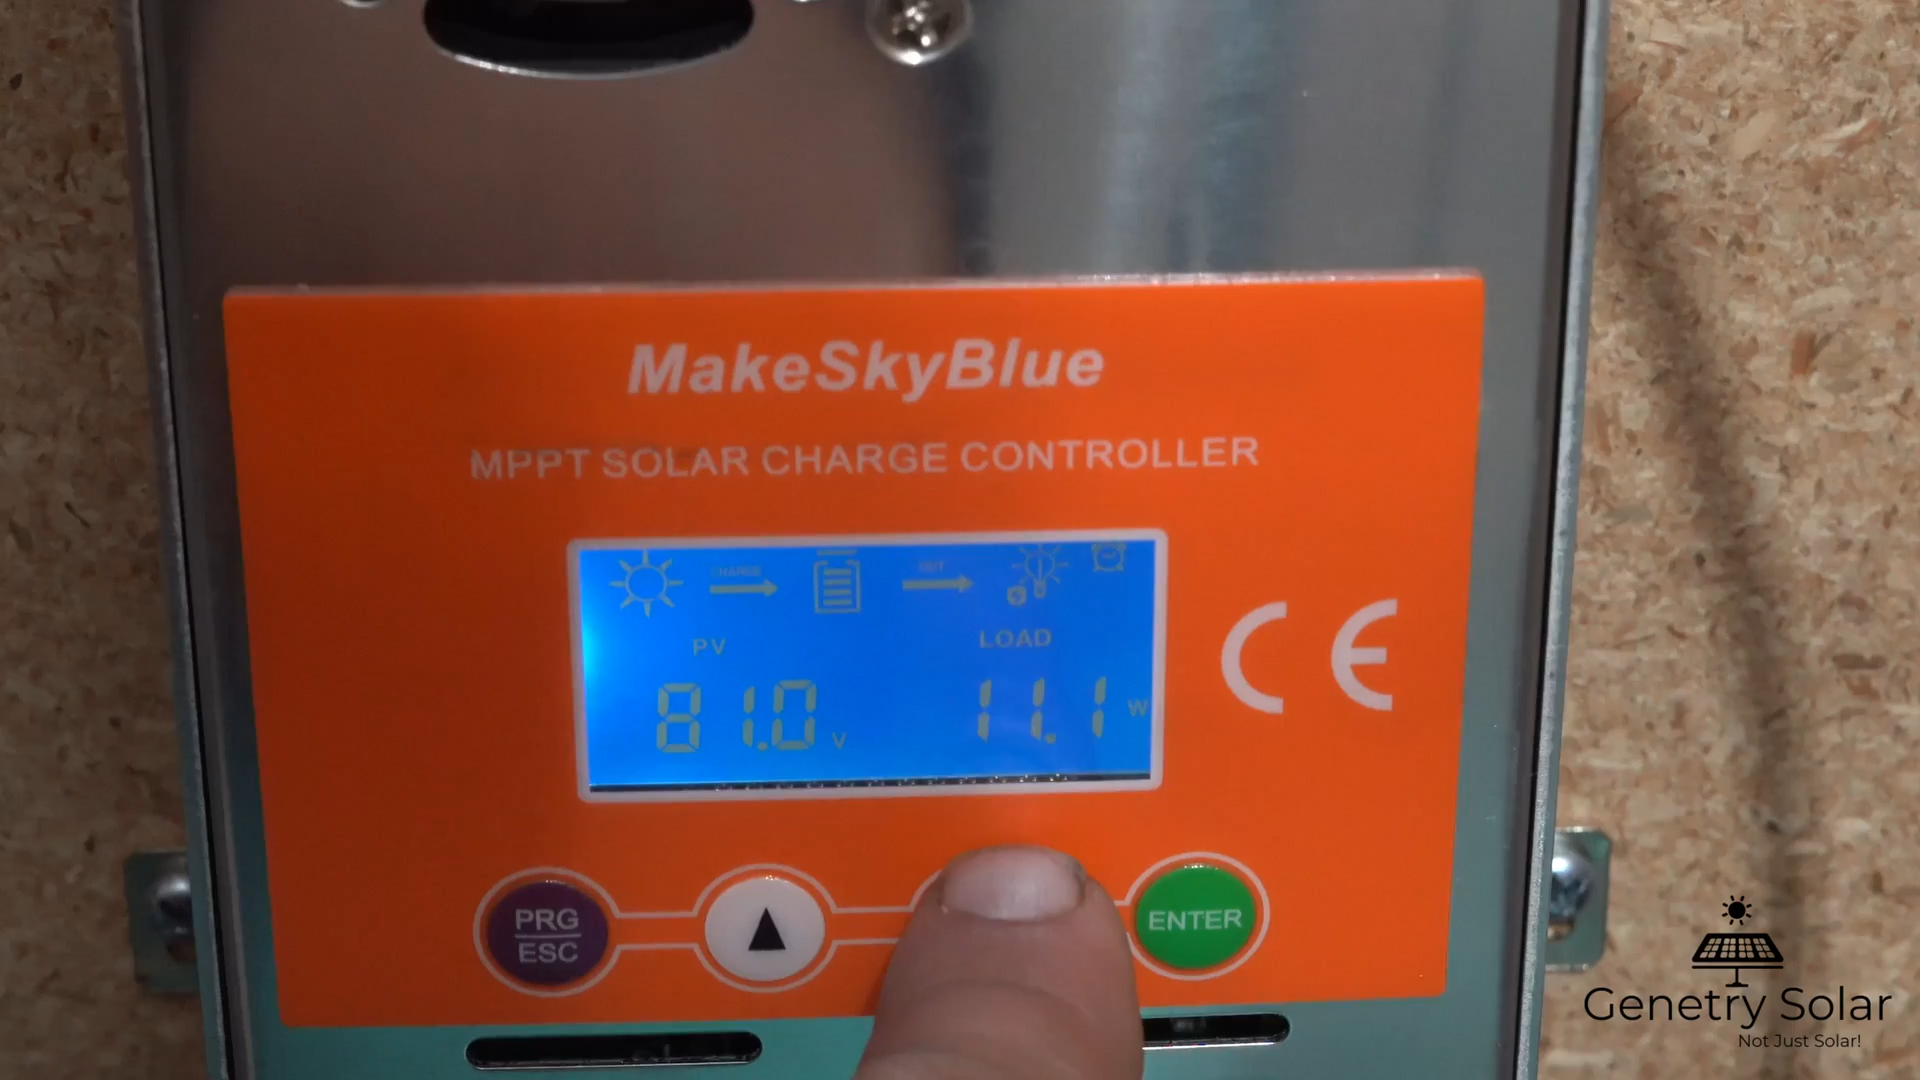 MakeSkyBlue
MPPT SOLAR CHARGE CONTROLLER
CHARGE OUT
PV LOAD
81.0 V 11.1 W
CE
PRG
ESC
ENTER
Genetry Solar
Not Just Solar!